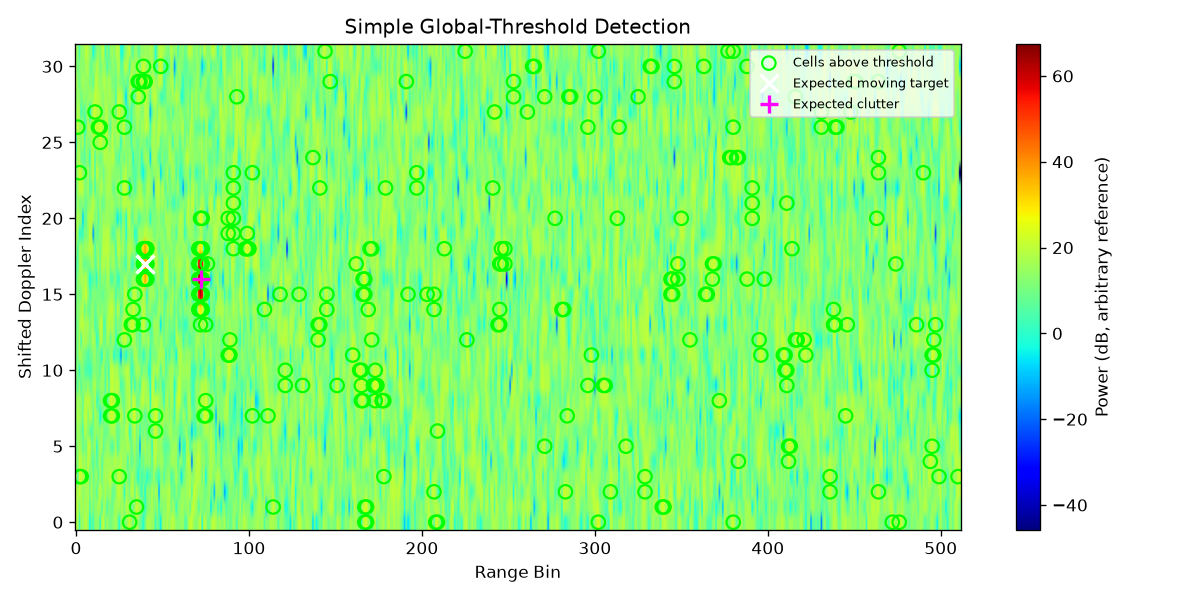 Simple Global-Threshold Detection
Cells above threshold
Expected moving target
Expected clutter
Shifted Doppler Index
30
25
20
15
10
5
0
0
100
200
300
400
500
Range Bin
60
40
20
0
−20
−40
Power (dB, arbitrary reference)